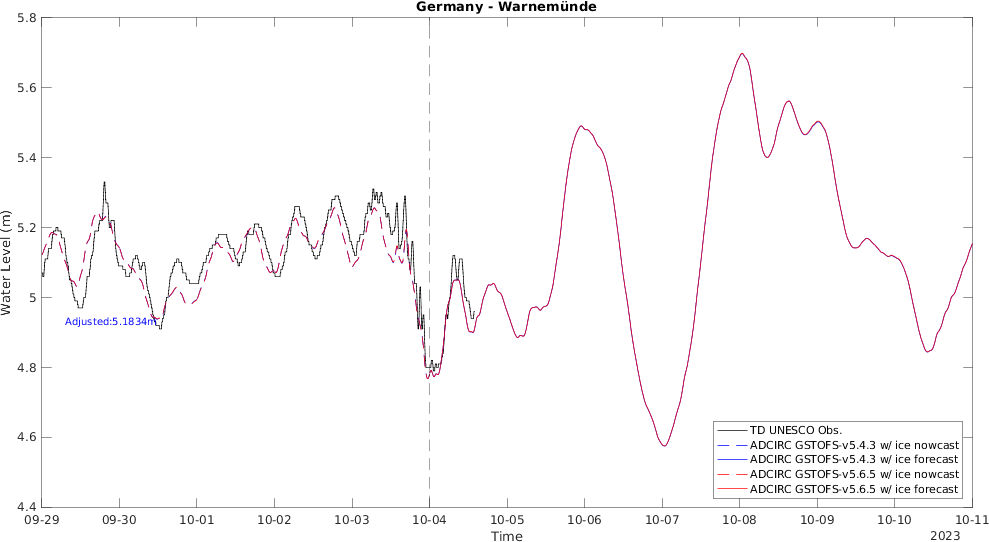 Germany - Warnemünde
5.8
5.6
5.4
5.2
5
4.8
4.6
4.4
Water Level (m)
Adjusted:5.1834m
TD UNESCO Obs.
ADCIRC GSTOFS-v5.4.3 w/ ice nowcast
ADCIRC GSTOFS-v5.4.3 w/ ice forecast
ADCIRC GSTOFS-v5.6.5 w/ ice nowcast
ADCIRC GSTOFS-v5.6.5 w/ ice forecast
09-29 09-30 10-01 10-02 10-03 10-04 10-05 10-06 10-07 10-08 10-09 10-10 10-11
Time
2023